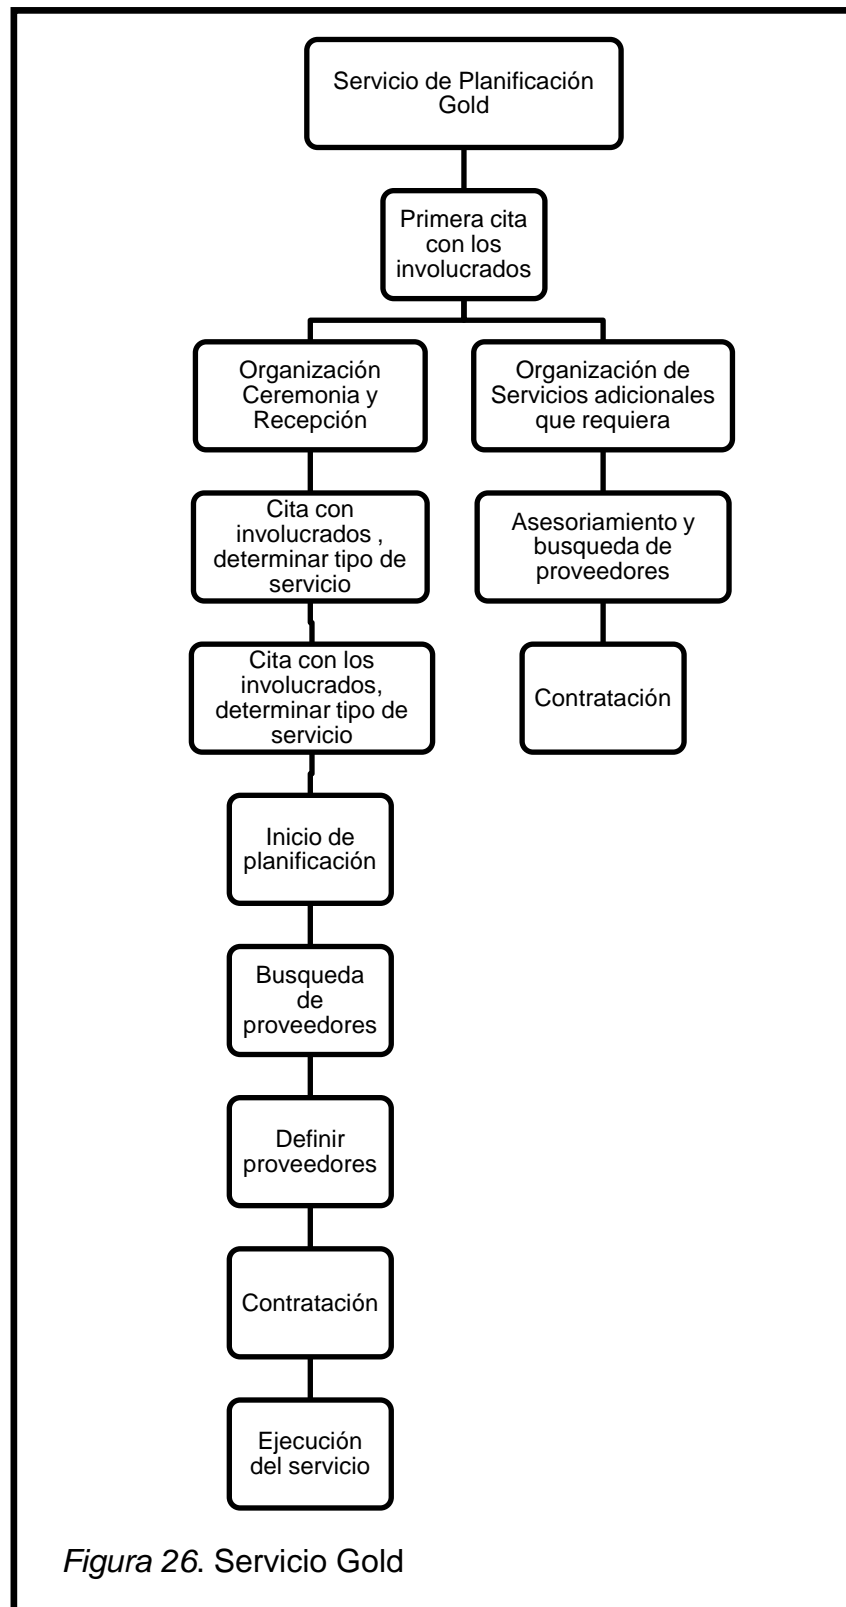 Servicio de Planificación
Gold
Primera cita
con los
involucrados
Organización
Ceremonia y
Recepción
Cita con
involucrados ,
determinar tipo de
servicio
Cita con los
involucrados,
determinar tipo de
servicio
Inicio de
planificación
Busqueda
de
proveedores
Definir
proveedores
Contratación
Ejecución
del servicio
Organización de
Servicios adicionales
que requiera
Asesoriamiento y
busqueda de
proveedores
Contratación
Figura 26. Servicio Gold